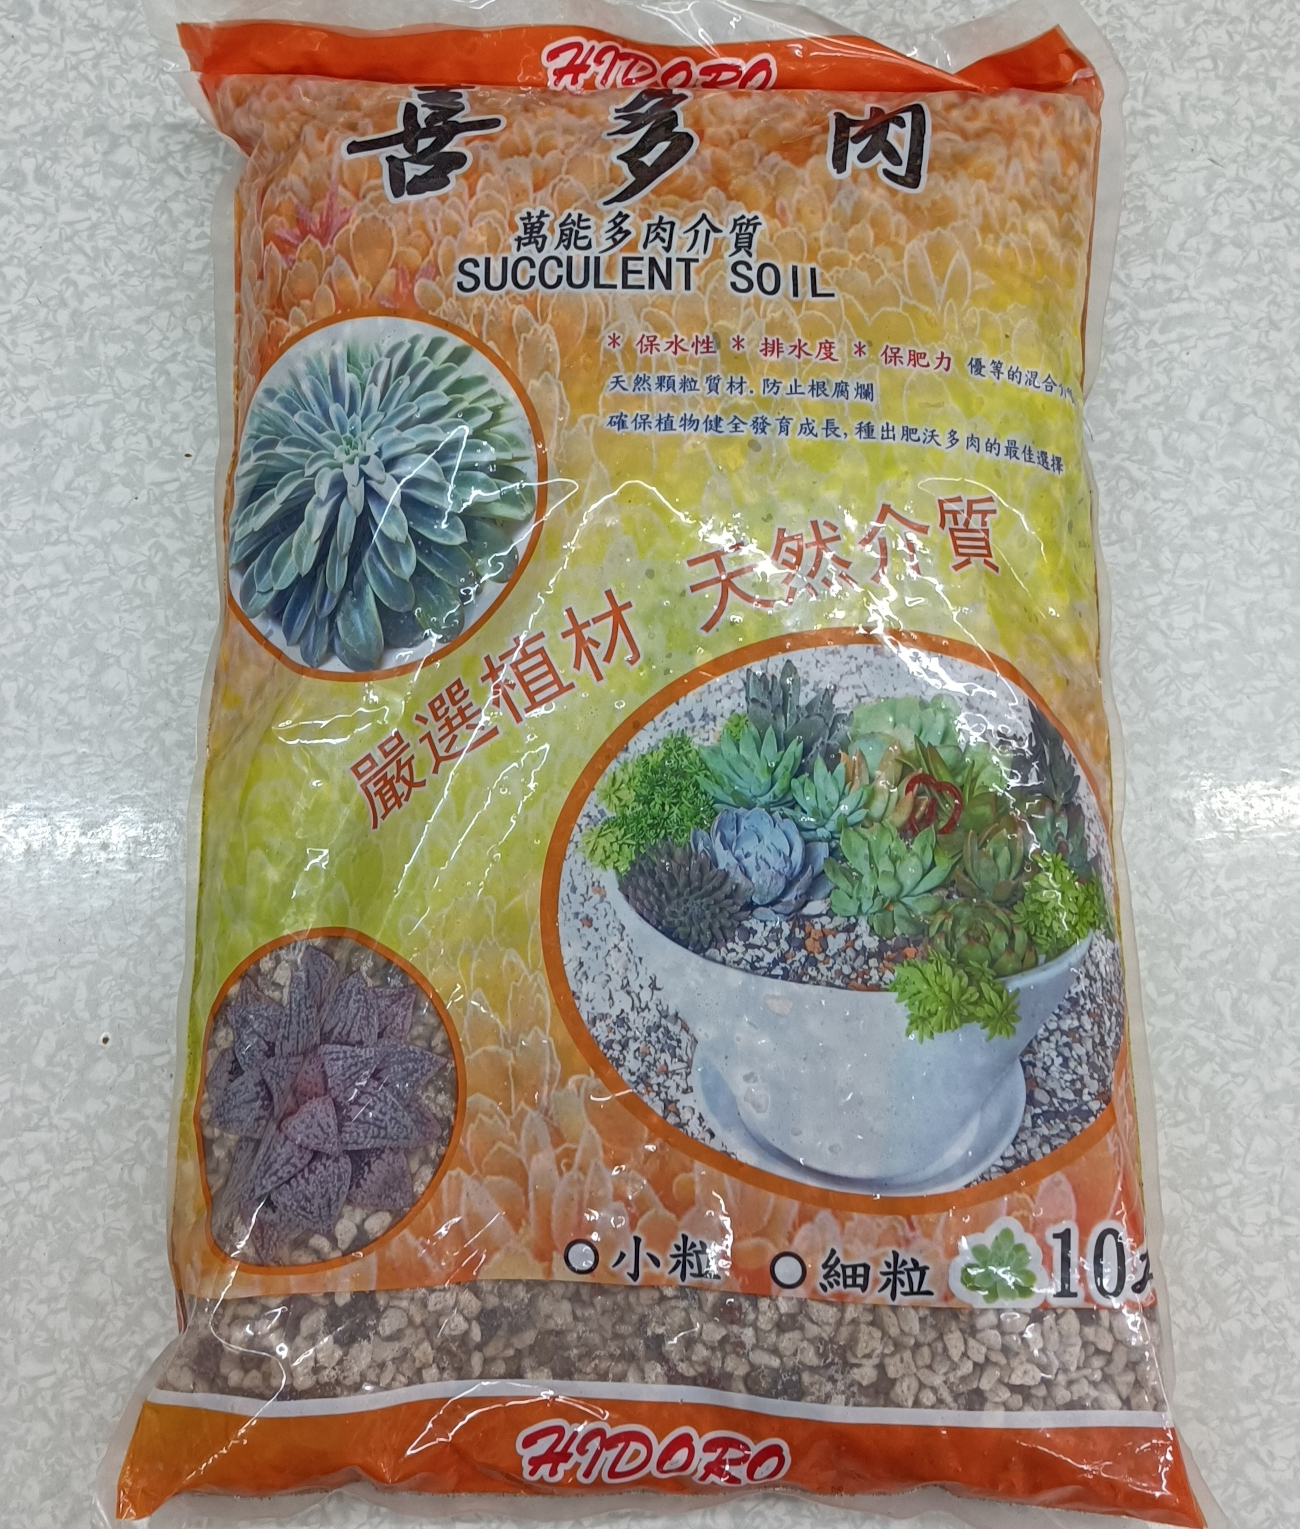 HIDORO
喜多肉
萬能多肉介質
SUCCULENT SOIL
* 保水性 * 排水度 * 保肥力 優等的混合介
天然顆粒質材. 防止根腐爛
確保植物健全發育成長, 種出肥沃多肉的最佳選擇
嚴選植材 天然介質
小粒 細粒 10
HIDORO